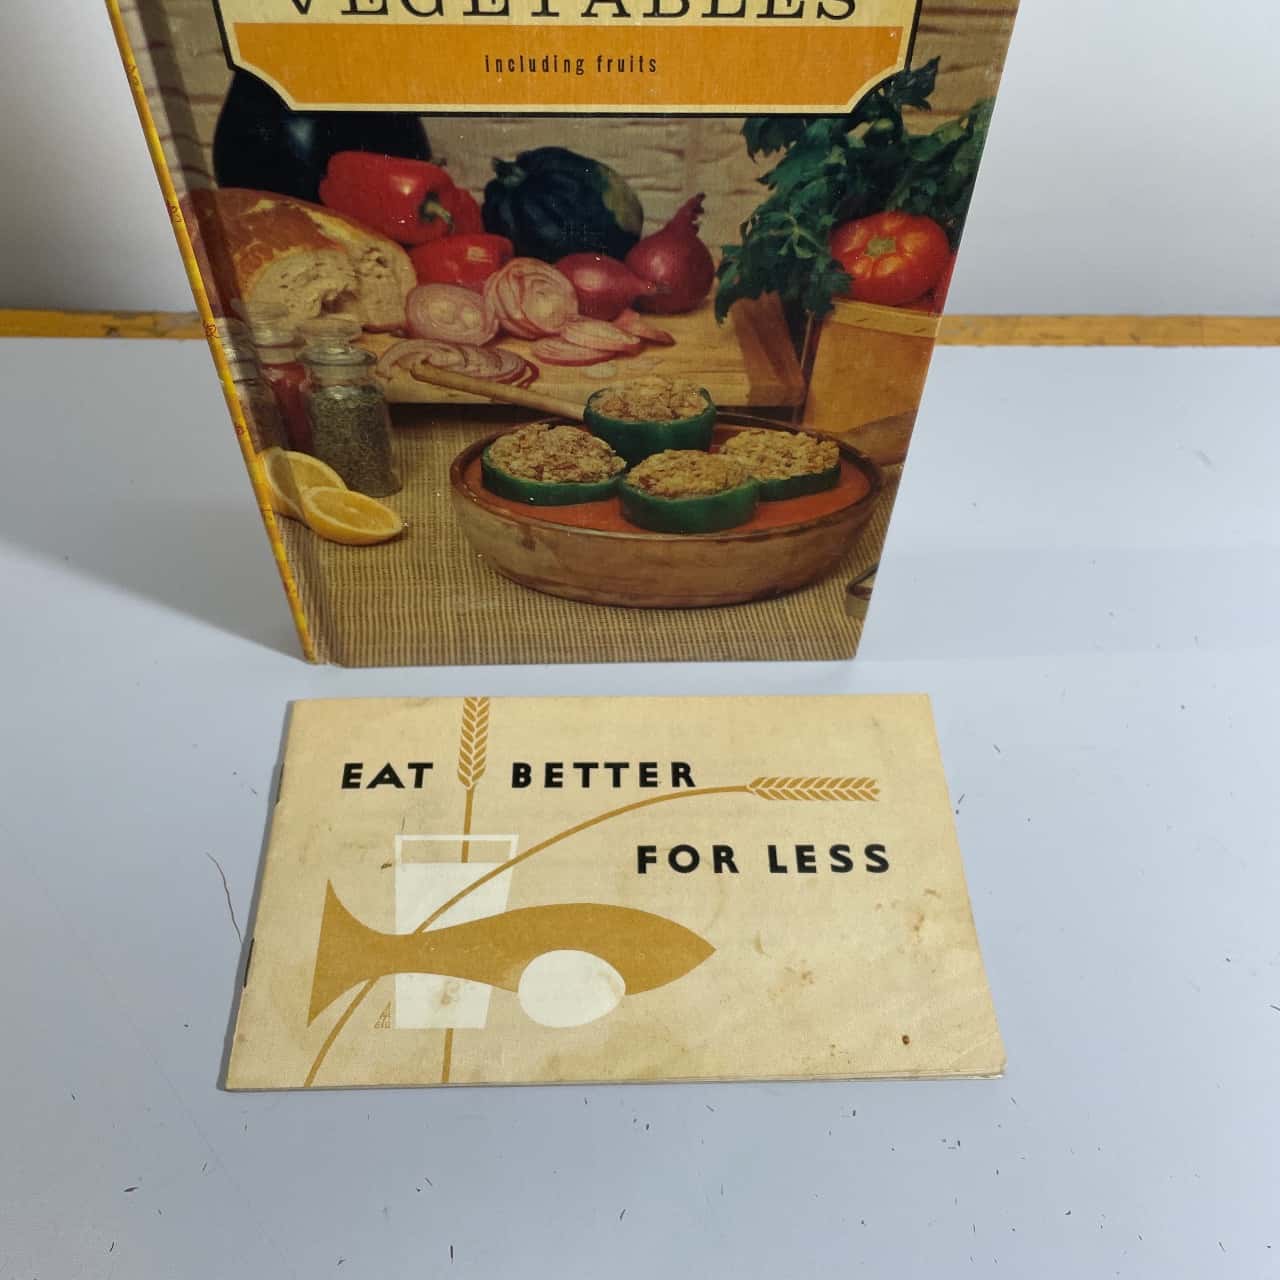 VEGETABLES
including fruits
EAT BETTER
FOR LESS